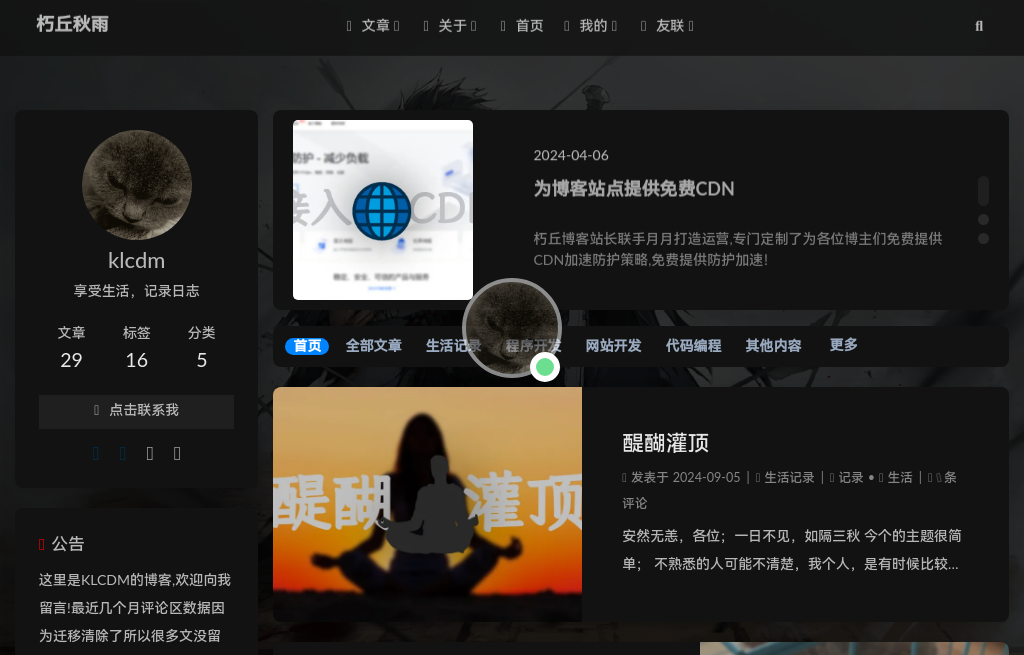 朽丘秋雨
文章 关于 首页 我的 友联
klcdm
享受生活，记录日志
文章 标签 分类
29 16 5
点击联系我
公告
这里是KLCDM的博客,欢迎向我
留言!最近几个月评论区数据因
为迁移清除了所以很多文没留
防护 - 减少负载
接入 CD
稳定、安全、可信的产品与服务
2024-04-06
为博客站点提供免费CDN
朽丘博客站长联手月月打造运营,专门定制了为各位博主们免费提供
CDN加速防护策略,免费提供防护加速!
首页 全部文章 生活记录 程序开发 网站开发 代码编程 其他内容 更多
醍醐 灌顶
醍醐灌顶
发表于 2024-09-05 | 生活记录 | 记录 • 生活 | 条
评论
安然无恙，各位；一日不见，如隔三秋 今个的主题很简
单； 不熟悉的人可能不清楚，我个人，是有时候比较...